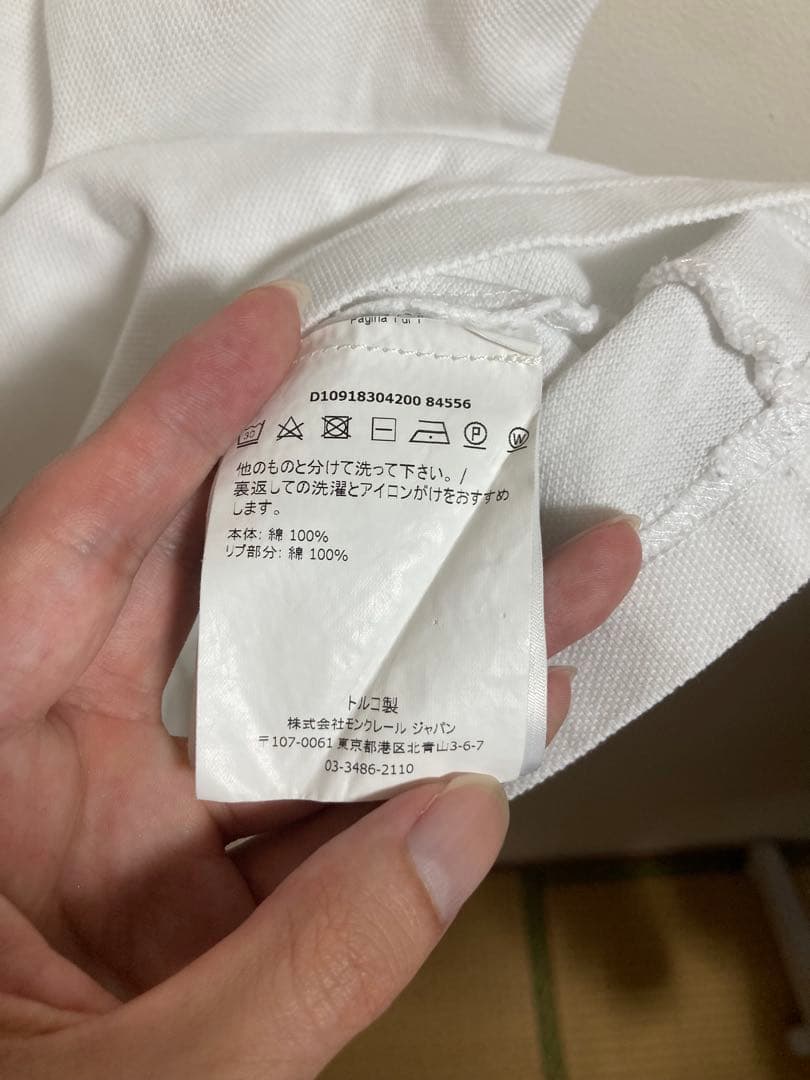 Pagina 1 di 1
D10918304200 84556
30 P W
他のものと分けて洗って下さい。/
裏返しての洗濯とアイロンがけをおすすめ
します。
本体: 綿 100%
リブ部分: 綿 100%
トルコ製
株式会社モンクレール ジャパン
〒107-0061 東京都港区北青山3-6-7
03-3486-2110